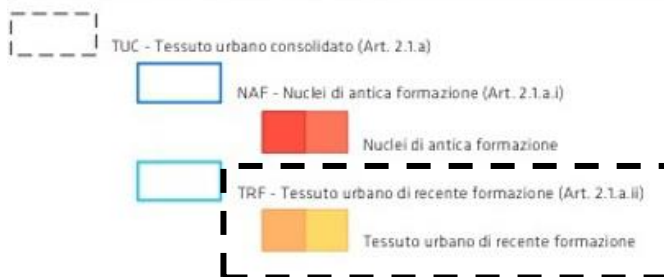 TUC - Tessuto urbano consolidato (Art. 2.1.a)
NAF - Nuclei di antica formazione (Art. 2.1.a.i)
Nuclei di antica formazione
TRF - Tessuto urbano di recente formazione (Art. 2.1.a.ii)
Tessuto urbano di recente formazione